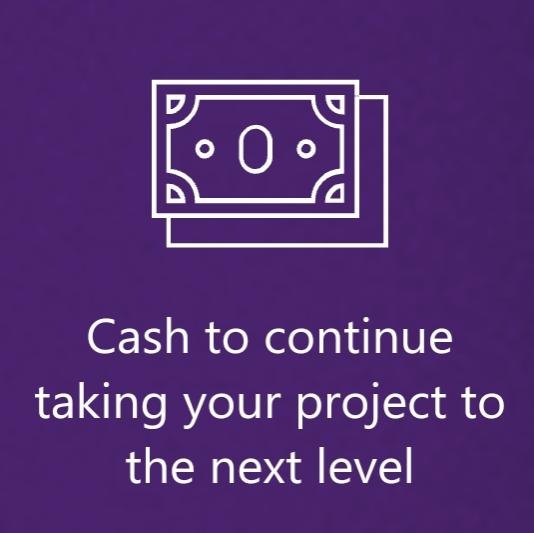 Cash to continue
taking your project to
the next level